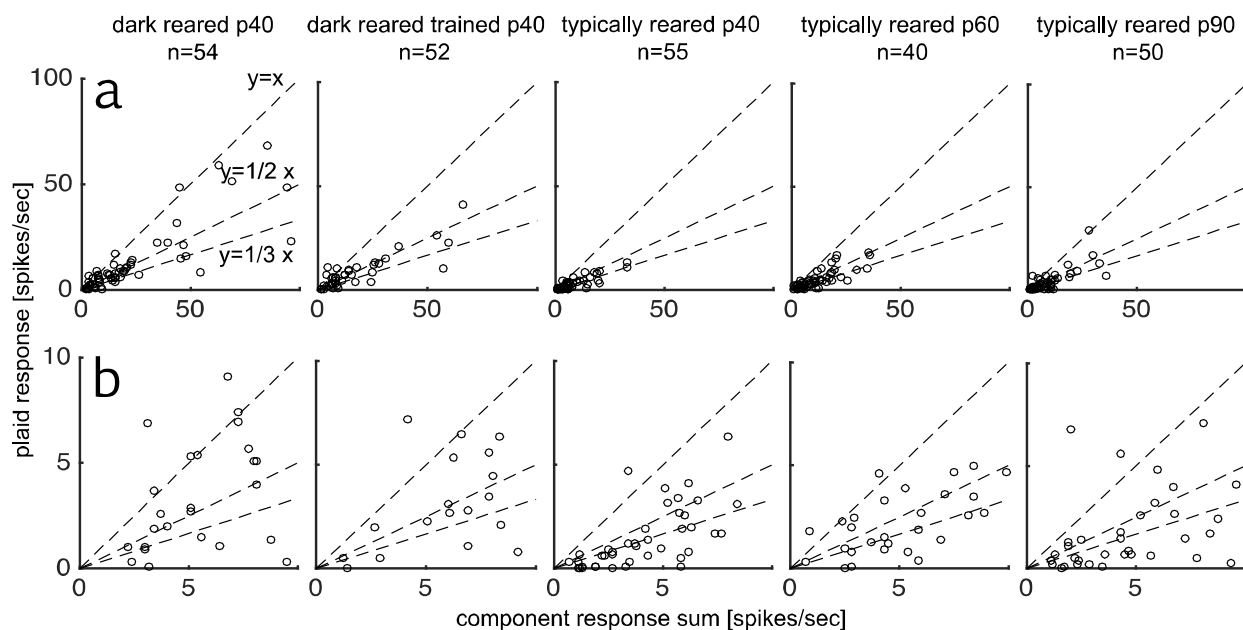 dark reared p40 dark reared trained p40 typically reared p40 typically reared p60 typically reared p90
n=54 n=52 n=55 n=40 n=50
a
y=x
y=1/2 x
y=1/3 x
100
50
0
0 50 0 50 0 50 0 50 0 50
plaid response [spikes/sec]
b
10
5
0
0 5 0 5 0 5 0 5 0 5
component response sum [spikes/sec]